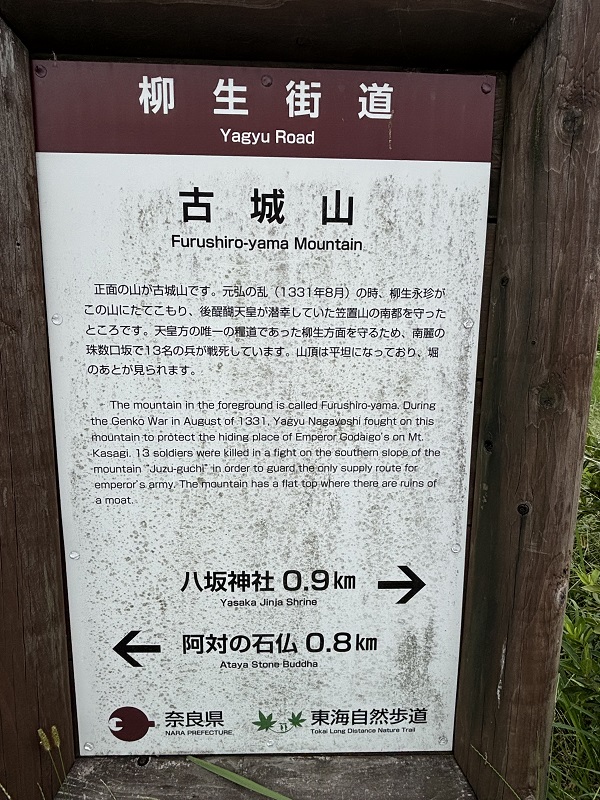 柳生街道
Yagyu Road
古城山
Furushiro-yama Mountain
正面の山が古城山です。元弘の乱（1331年8月）の時、柳生永珍が
この山にたてこもり、後醍醐天皇が潜幸していた笠置山の南都を守った
ところです。天皇方の唯一の糧道であった柳生方面を守るため、南麓の
珠数口坂で13名の兵が戦死しています。山頂は平坦になっており、堀
のあとが見られます。
The mountain in the foreground is called Furushiro-yama. During
the Genko War in August of 1331, Yagyu Nagayoshi fought on this
mountain to protect the hiding place of Emperor Godaigo's on Mt.
Kasagi. 13 soldiers were killed in a fight on the southern slope of the
mountain "Juzu-guchi" in order to guard the only supply route for
emperor's army. The mountain has a flat top where there are ruins of
a moat.
八坂神社 0.9km →
Yasaka Jinja Shrine
← 阿対の石仏 0.8km
Ataya Stone Buddha
奈良県
NARA PREFECTURE
東海自然歩道
Tokai Long Distance Nature Trail